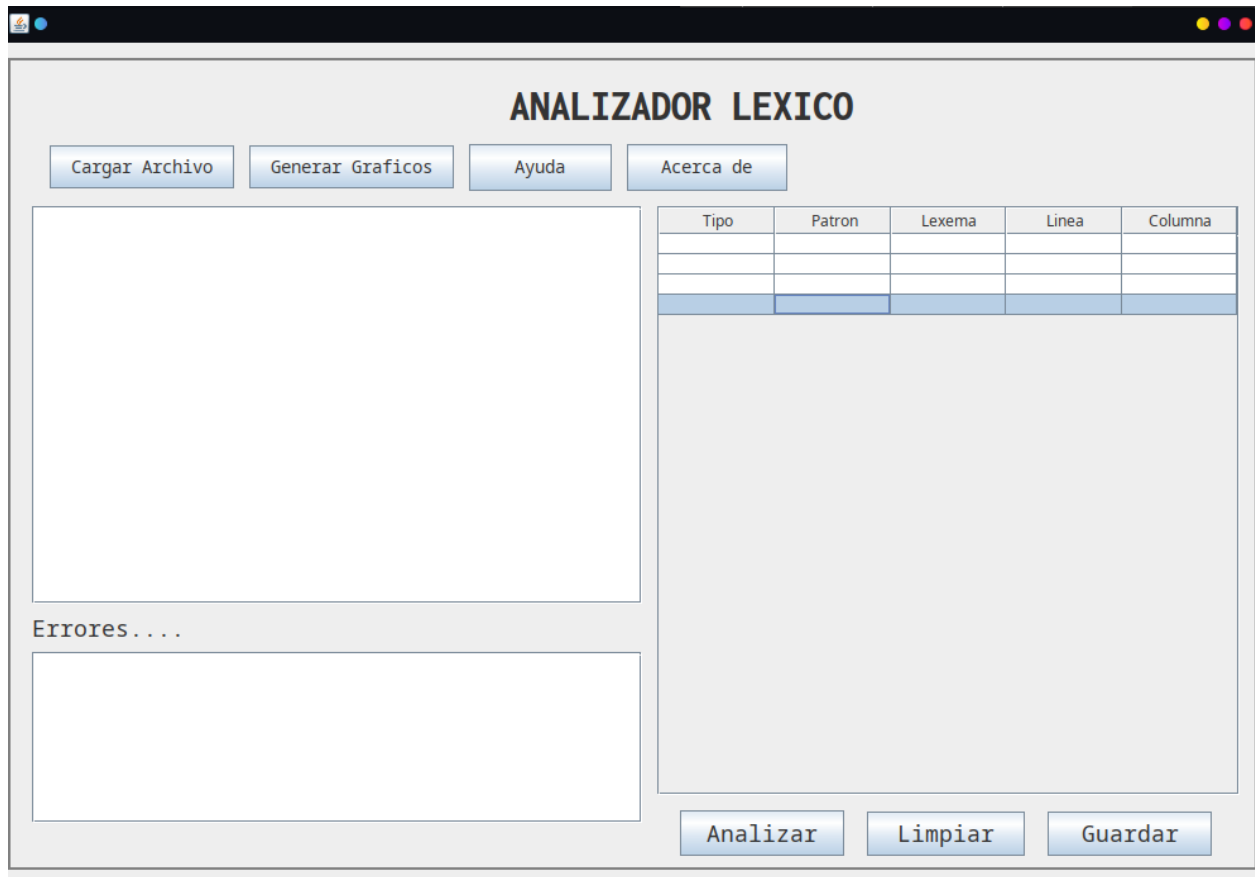 ANALIZADOR LEXICO
Cargar Archivo Generar Graficos Ayuda Acerca de
Tipo Patron Lexema Linea Columna
Errores....
Analizar Limpiar Guardar